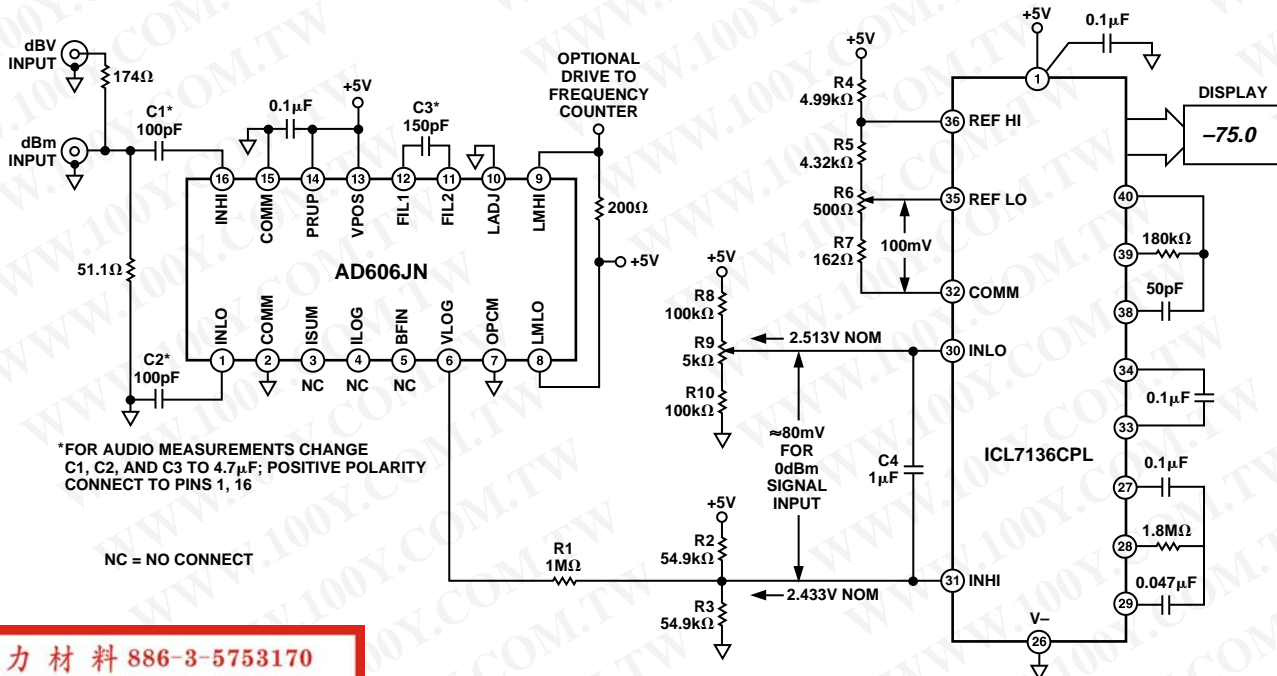 dBV
INPUT
174Ω
dBm
INPUT
C1*
100pF
51.1Ω
C2*
100pF
0.1µF
+5V
C3*
150pF
OPTIONAL
DRIVE TO
FREQUENCY
COUNTER
16
15
14
13
12
11
10
9
INHI
COMM
PRUP
VPOS
FIL1
FIL2
LADJ
LMHI
AD606JN
INLO
COMM
ISUM
ILOG
BFIN
VLOG
OPCM
LMLO
1
2
3
4
5
6
7
8
NC
NC
NC
200Ω
+5V
*FOR AUDIO MEASUREMENTS CHANGE
C1, C2, AND C3 TO 4.7µF; POSITIVE POLARITY
CONNECT TO PINS 1, 16
NC = NO CONNECT
R1
1MΩ
+5V
R2
54.9kΩ
R3
54.9kΩ
2.433V NOM
+5V
R8
100kΩ
R9
5kΩ
R10
100kΩ
2.513V NOM
≈80mV
FOR
0dBm
SIGNAL
INPUT
C4
1µF
+5V
R4
4.99kΩ
R5
4.32kΩ
R6
500Ω
R7
162Ω
100mV
+5V
0.1µF
1
36 REF HI
35 REF LO
32 COMM
30 INLO
31 INHI
ICL7136CPL
V–
26
DISPLAY
–75.0
40
39
180kΩ
38
50pF
34
0.1µF
33
27
0.1µF
28
1.8MΩ
29
0.047µF
力 材 料 886-3-5753170
WWW.100Y.COM.TW